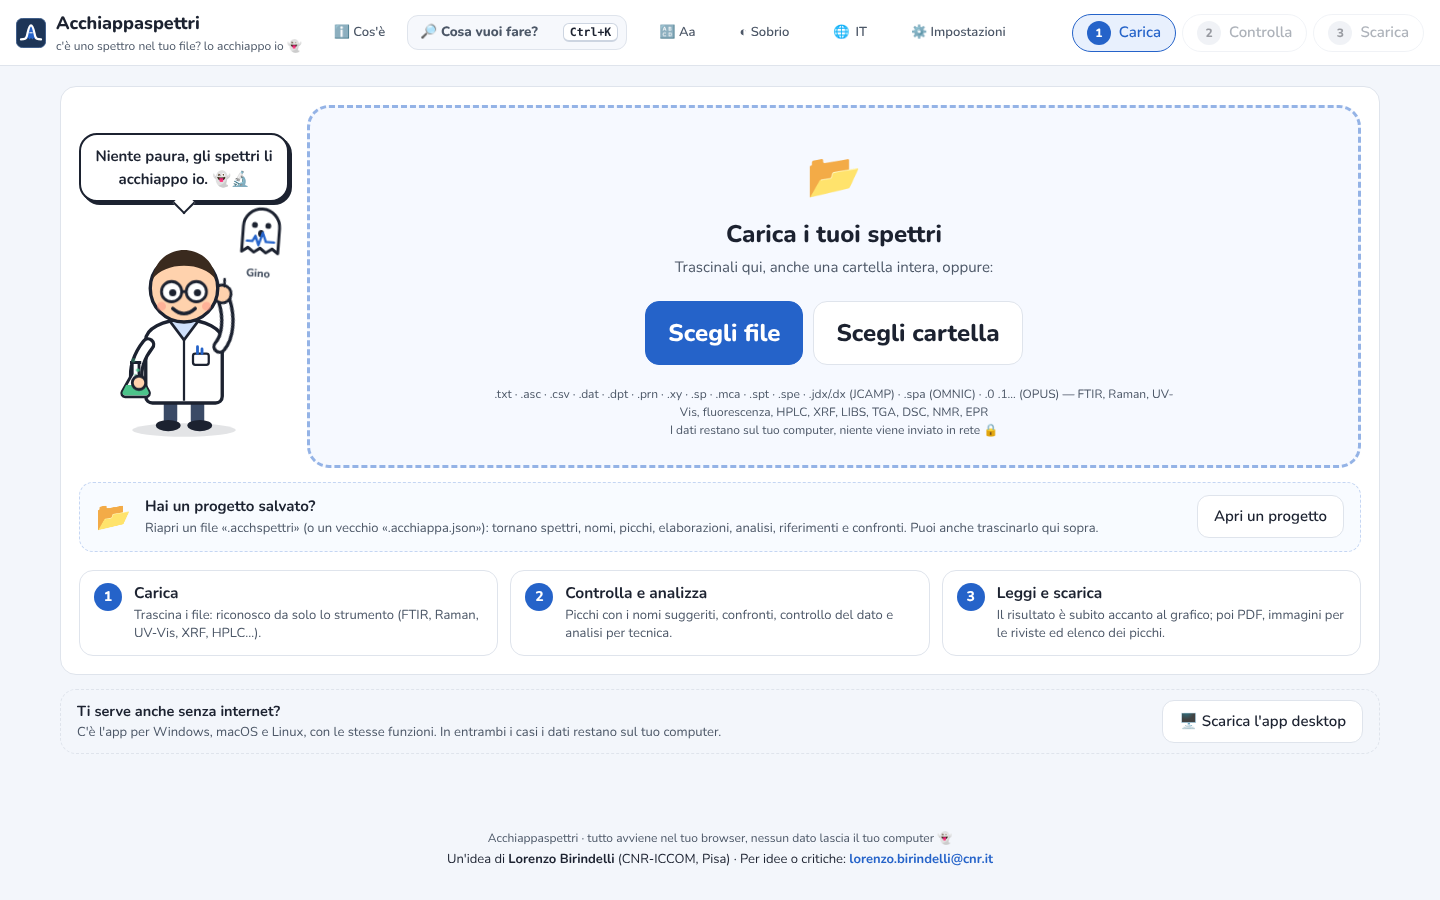 Acchiappaspettri
c'è uno spettro nel tuo file? lo acchiappo io 👻
ℹ️ Cos'è
🔎 Cosa vuoi fare? Ctrl+K
🔠 Aa
Sobrio
🌐 IT
⚙️ Impostazioni
1 Carica
2 Controlla
3 Scarica
Niente paura, gli spettri li
acchiappo io. 👻🔬
Gino
Carica i tuoi spettri
Trascinali qui, anche una cartella intera, oppure:
Scegli file
Scegli cartella
.txt · .asc · .csv · .dat · .dpt · .prn · .xy · .sp · .mca · .spt · .spe · .jdx/dx (JCAMP) · .spa (OMNIC) · .0 .1... (OPUS) — FTIR, Raman, UV-
Vis, fluorescenza, HPLC, XRF, LIBS, TGA, DSC, NMR, EPR
I dati restano sul tuo computer, niente viene inviato in rete 🔒
Hai un progetto salvato?
Riapri un file «.acchspettri» (o un vecchio «.acchiappa.json»): tornano spettri, nomi, picchi, elaborazioni, analisi, riferimenti e confronti. Puoi anche trascinarlo qui sopra.
Apri un progetto
1 Carica
Trascina i file: riconosco da solo lo strumento (FTIR, Raman,
UV-Vis, XRF, HPLC...).
2 Controlla e analizza
Picchi con i nomi suggeriti, confronti, controllo del dato e
analisi per tecnica.
3 Leggi e scarica
Il risultato è subito accanto al grafico; poi PDF, immagini per
le riviste ed elenco dei picchi.
Ti serve anche senza internet?
C'è l'app per Windows, macOS e Linux, con le stesse funzioni. In entrambi i casi i dati restano sul tuo computer.
🖥️ Scarica l'app desktop
Acchiappaspettri · tutto avviene nel tuo browser, nessun dato lascia il tuo computer 👻
Un'idea di Lorenzo Birindelli (CNR-ICCOM, Pisa) · Per idee o critiche: lorenzo.birindelli@cnr.it